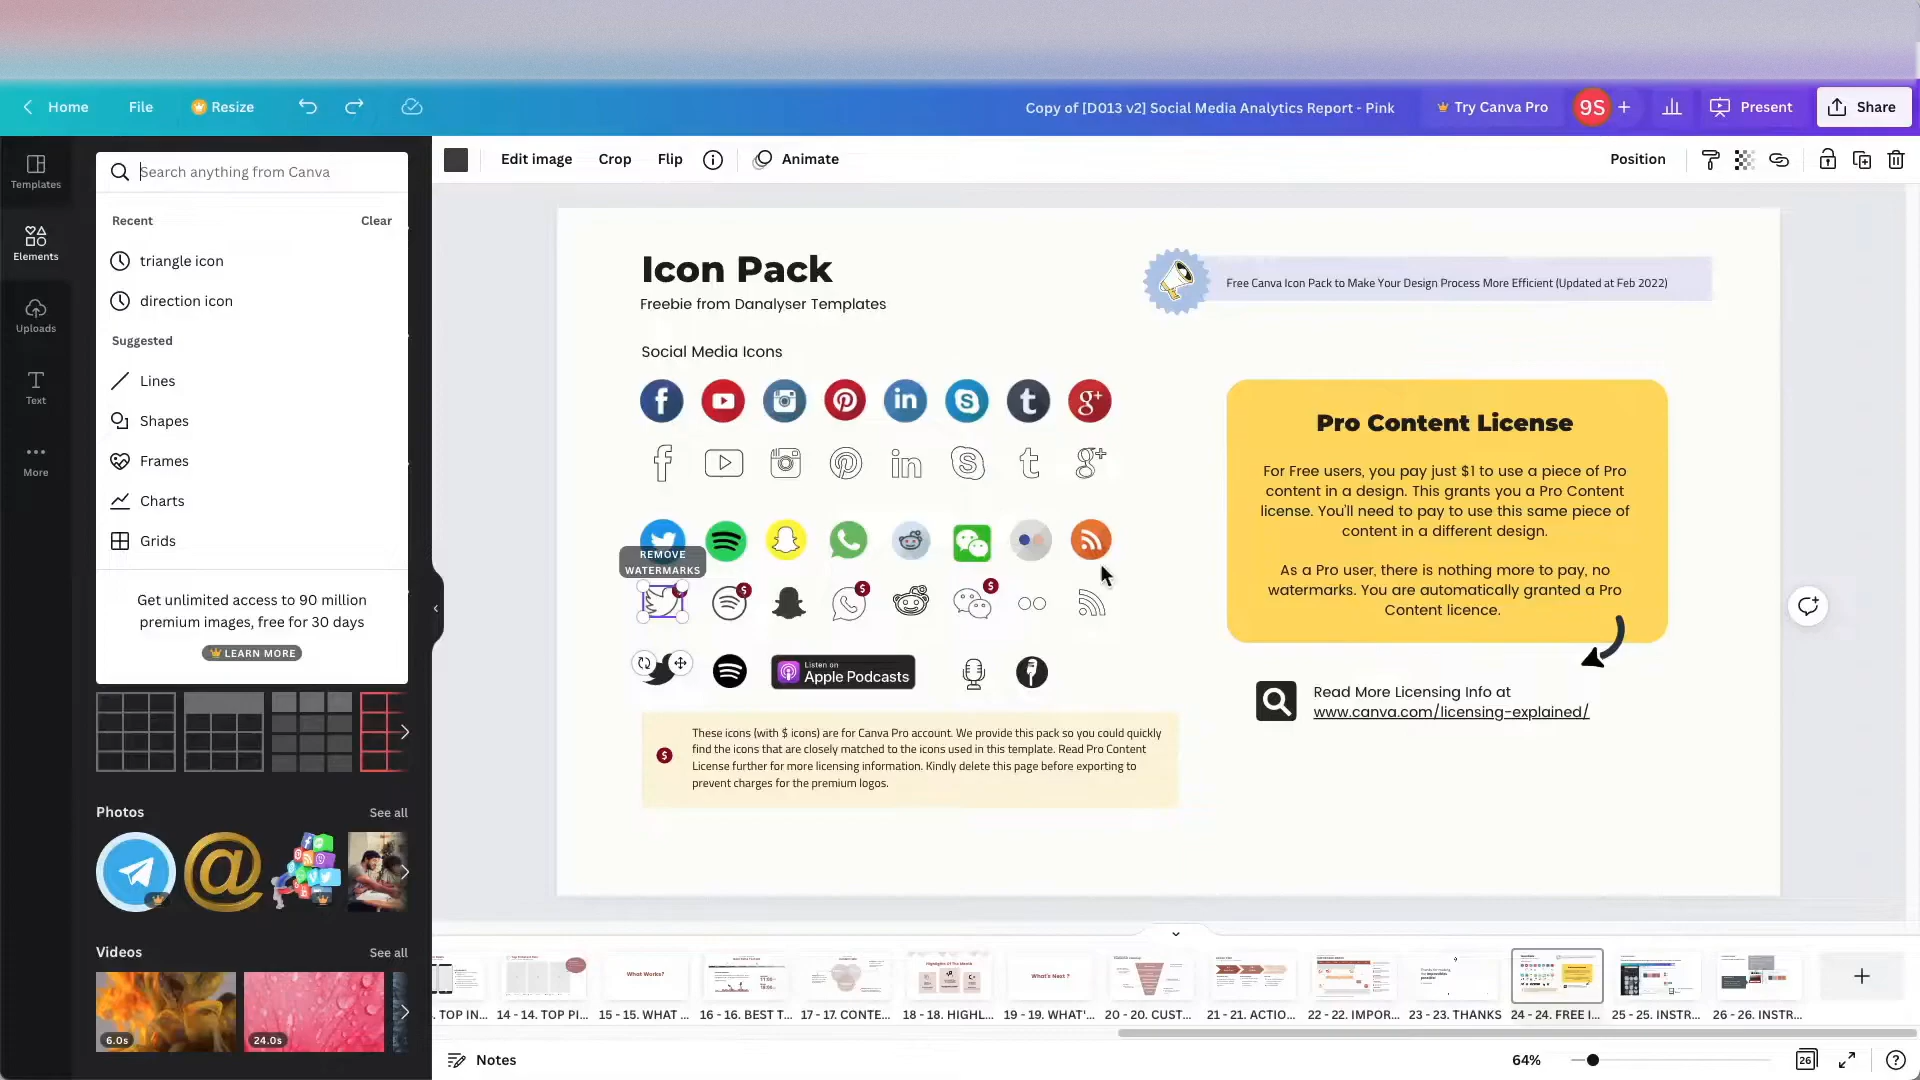 Home
File
Resize
Copy of [D013 v2] Social Media Analytics Report - Pink
Try Canva Pro
9S
Present
Share
Templates
Elements
Uploads
Text
More
Search anything from Canva
Recent
Clear
triangle icon
direction icon
Suggested
Lines
Shapes
Frames
Charts
Grids
Get unlimited access to 90 million
premium images, free for 30 days
LEARN MORE
Photos
See all
Videos
See all
6.0s
24.0s
Edit image
Crop
Flip
Animate
Position
Icon Pack
Freebie from Danalyser Templates
Free Canva Icon Pack to Make Your Design Process More Efficient (Updated at Feb 2022)
Social Media Icons
REMOVE
WATERMARKS
Listen on
Apple Podcasts
These icons (with $ icons) are for Canva Pro account. We provide this pack so you could quickly
find the icons that are closely matched to the icons used in this template. Read Pro Content
License further for more licensing information. Kindly delete this page before exporting to
prevent charges for the premium logos.
Pro Content License
For Free users, you pay just $1 to use a piece of Pro
content in a design. This grants you a Pro Content
license. You'll need to pay to use this same piece of
content in a different design.
As a Pro user, there is nothing more to pay, no
watermarks. You are automatically granted a Pro
Content licence.
Read More Licensing Info at
www.canva.com/licensing-explained/
What Works?
What's Next ?
. TOP IN...
14 - 14. TOP PI...
15 - 15. WHAT ...
16 - 16. BEST T...
17 - 17. CONTE...
18 - 18. HIGHL...
19 - 19. WHAT'...
20 - 20. CUST...
21 - 21. ACTIO...
22 - 22. IMPOR...
23 - 23. THANKS
24 - 24. FREE I...
25 - 25. INSTR...
26 - 26. INSTR...
Notes
64%
26